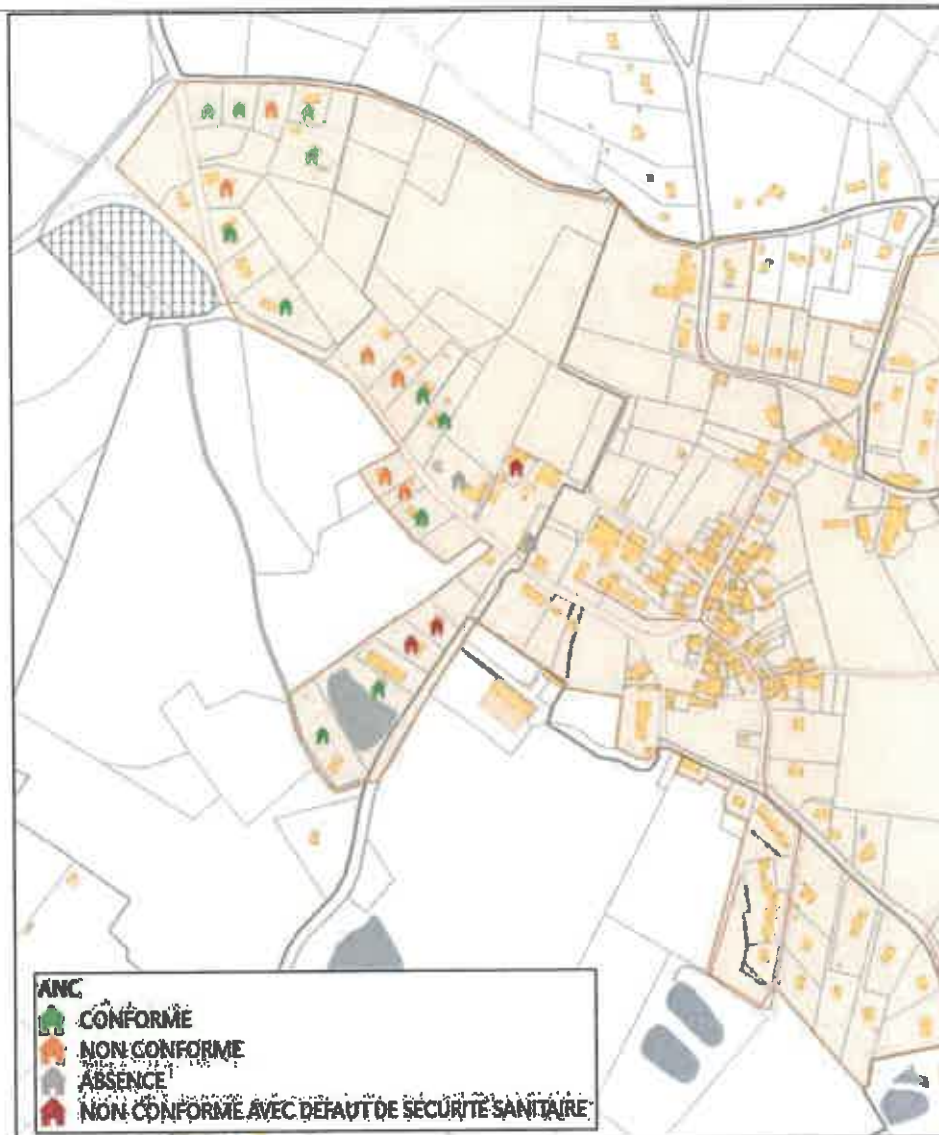 ANC
CONFORME
NON CONFORME
ABSENCE
NON CONFORME AVEC DEFAUT DE SECURITE SANITAIRE